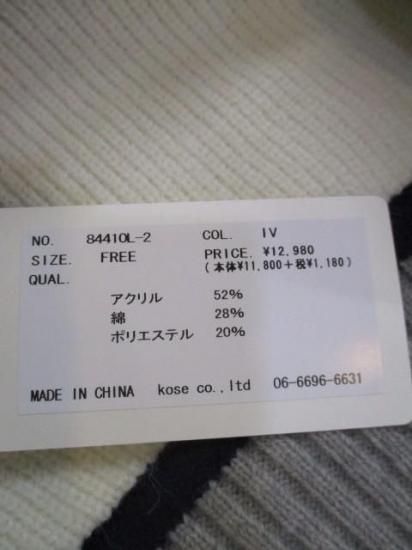 NO. 84410L-2 COL. IV
SIZE. FREE PRICE. ¥12,980
(本体¥11,800+税¥1,180)
QUAL.
アクリル 52%
綿 28%
ポリエステル 20%
MADE IN CHINA kose co.,ltd 06-6696-6631